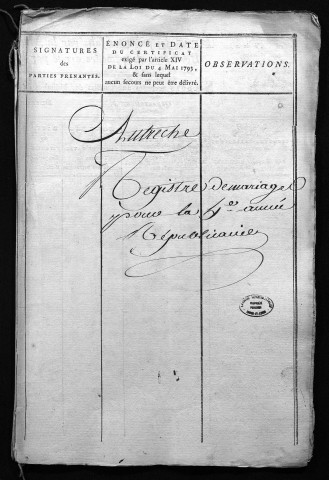 SIGNATURES
des
PARTIES PRENANTES.
ÉNONCÉ ET DATE
DU CERTIFICAT
exigé par l'article XIV
DE LA LOI DU 4 MAI 1793,
& sans lequel
aucun secours ne peut être délivré.
OBSERVATIONS.
Autreche
Registre de mariage
pour la 4e année
Républicaine